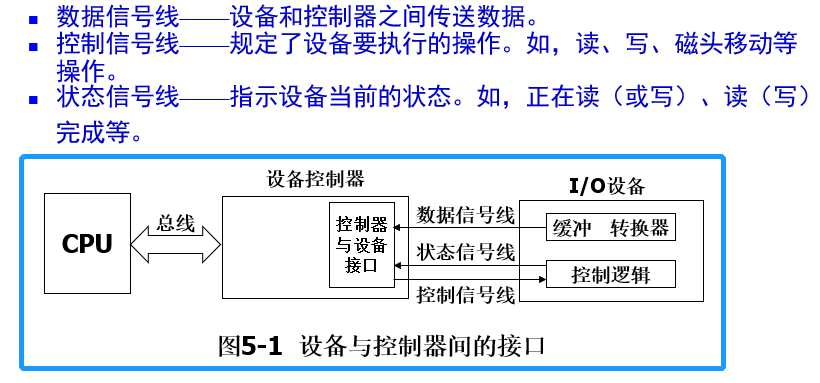 数据信号线——设备和控制器之间传送数据。
控制信号线——规定了设备要执行的操作。如，读、写、磁头移动等
操作。
状态信号线——指示设备当前的状态。如，正在读（或写）、读（写）
完成等。
设备控制器
I/O设备
CPU
总线
控制器
与设备
接口
数据信号线
状态信号线
控制信号线
缓冲 转换器
控制逻辑
图5-1 设备与控制器间的接口